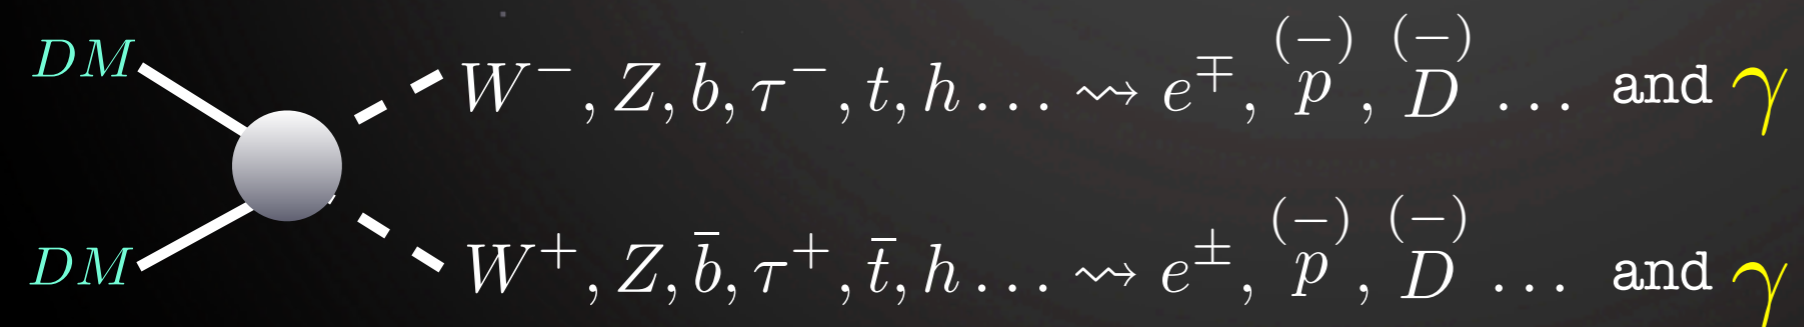 DM W⁻, Z, b, τ⁻, t, h … ⇝ e^∓, (−)p, (−)D … and γ
DM W⁺, Z, b̄, τ⁺, t̄, h … ⇝ e^±, (−)p, (−)D … and γ